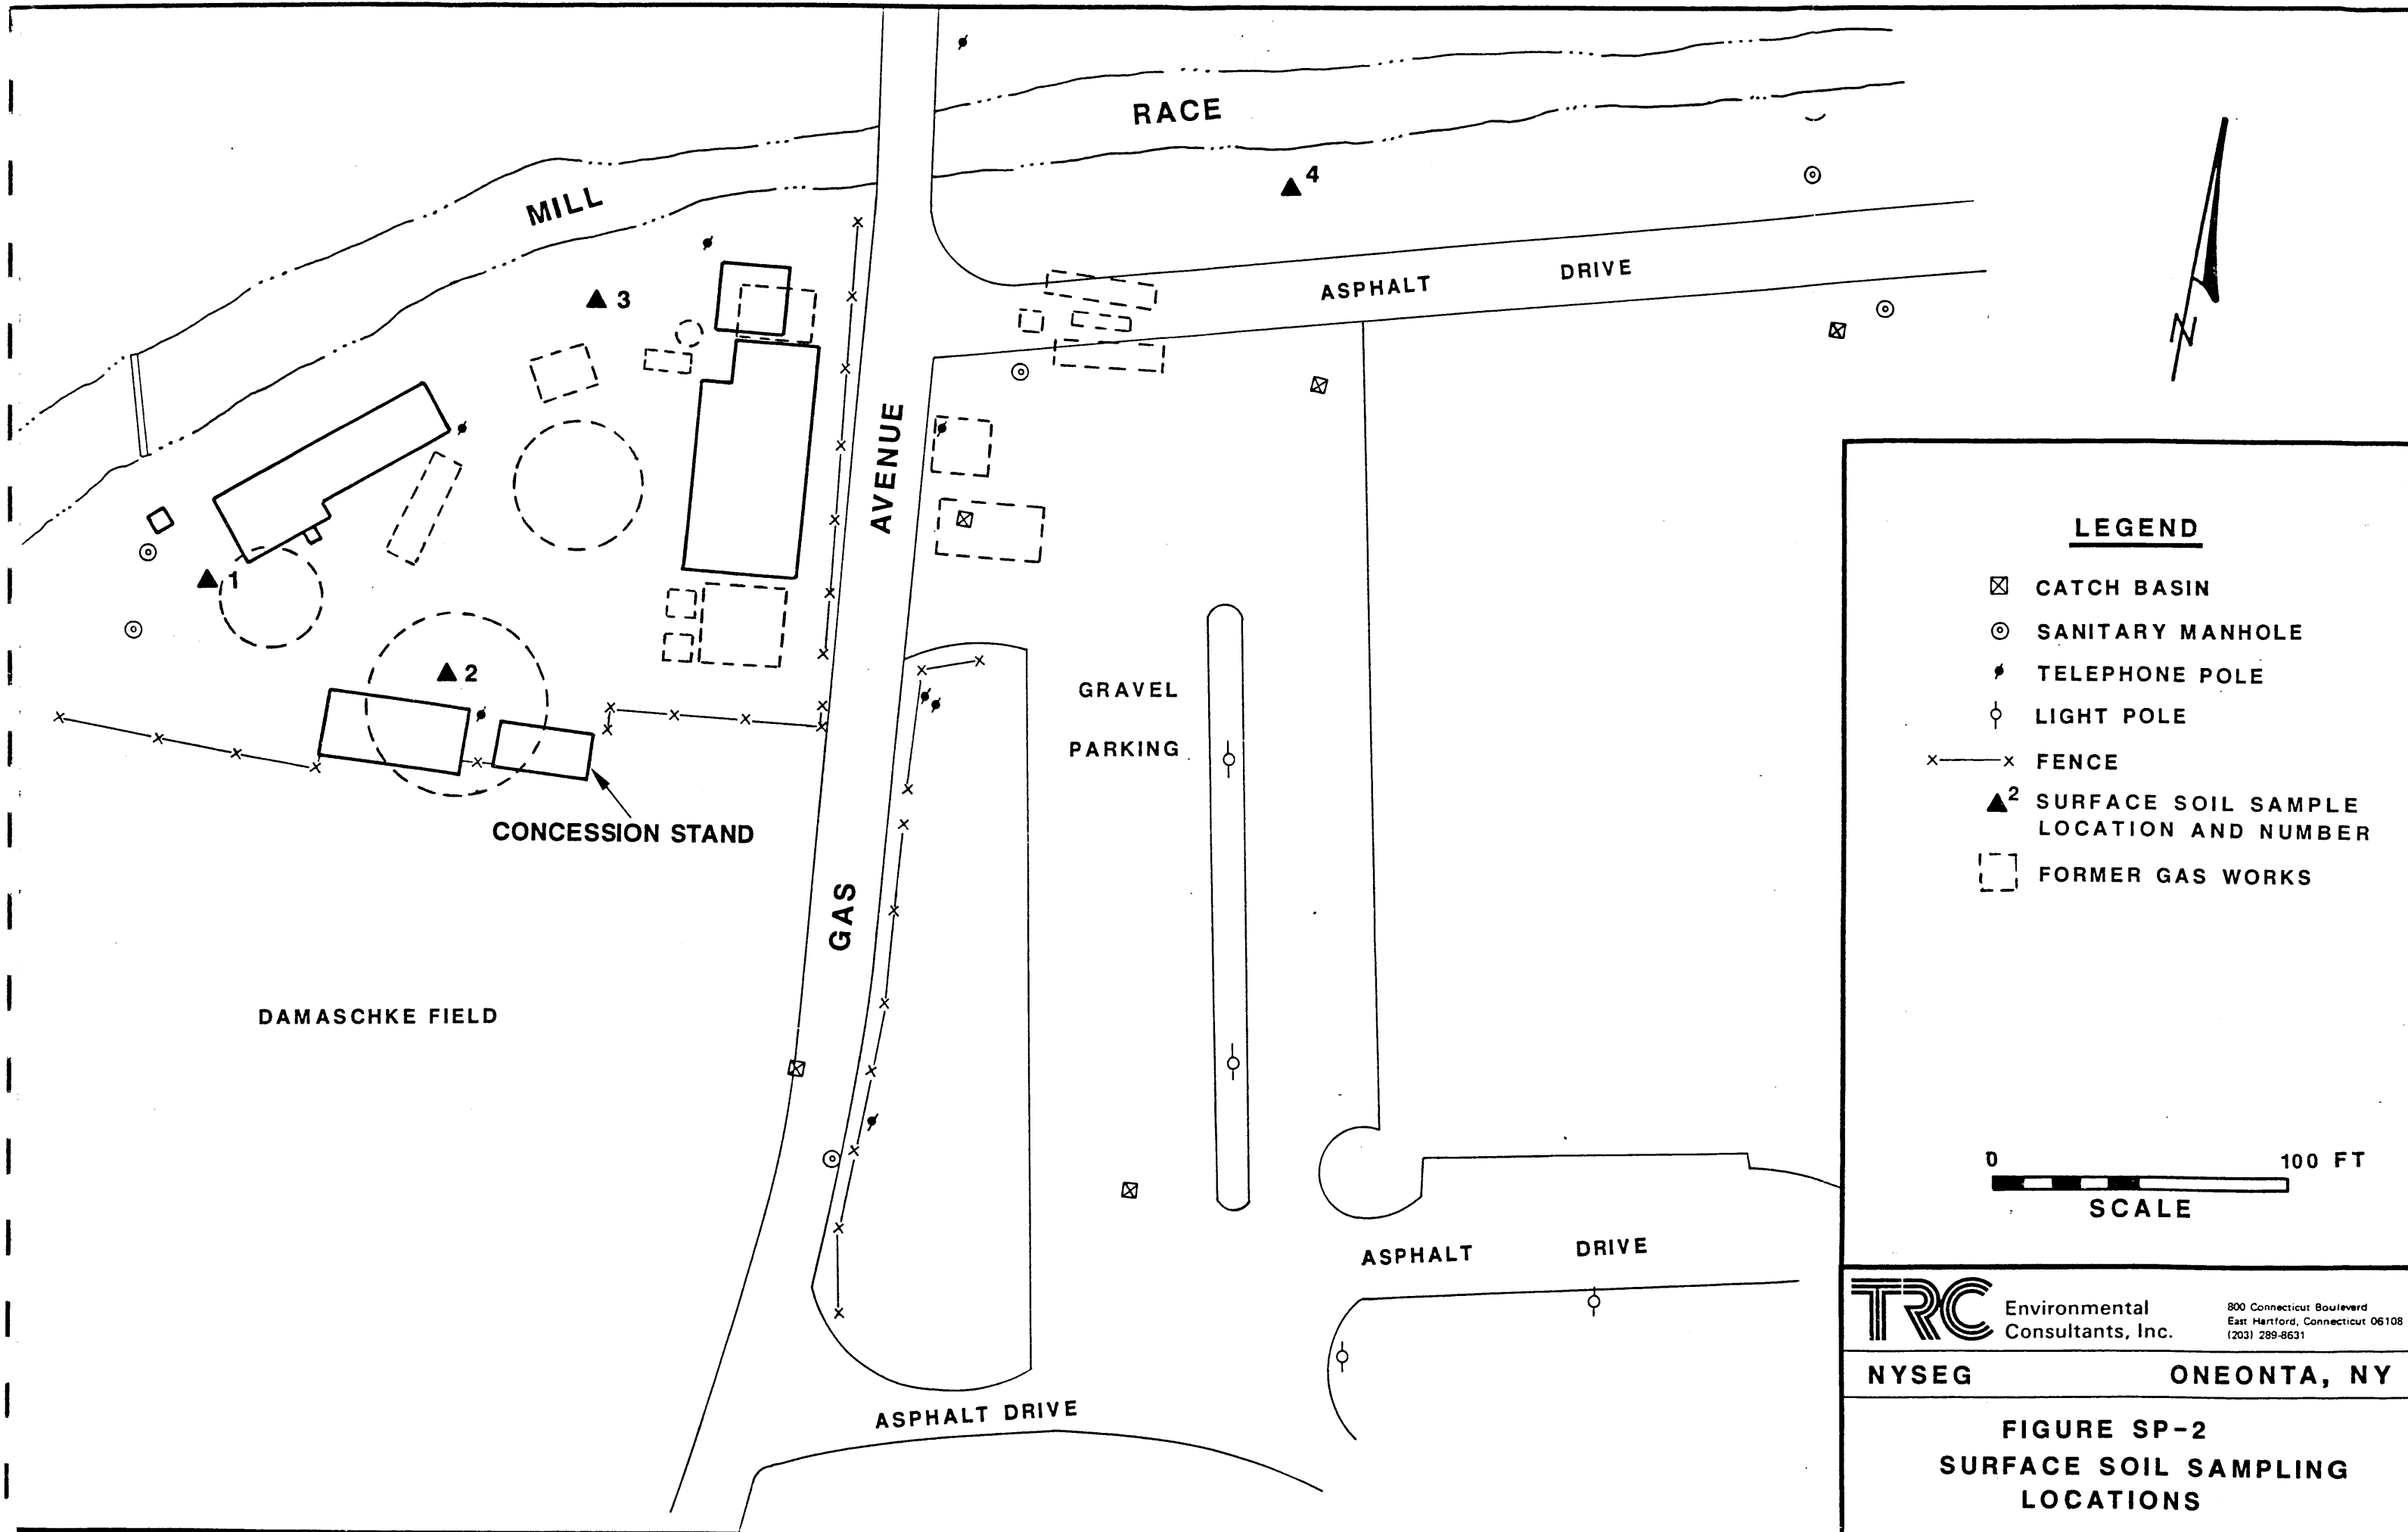 RACE
MILL
4
3
ASPHALT DRIVE
N
AVENUE
1
2
GRAVEL
PARKING
CONCESSION STAND
GAS
DAMASCHKE FIELD
ASPHALT DRIVE
ASPHALT DRIVE
LEGEND
CATCH BASIN
SANITARY MANHOLE
TELEPHONE POLE
LIGHT POLE
x x FENCE
2 SURFACE SOIL SAMPLE
LOCATION AND NUMBER
FORMER GAS WORKS
0 100 FT
SCALE
TRC Environmental
Consultants, Inc.
800 Connecticut Boulevard
East Hartford, Connecticut 06108
(203) 289-8631
NYSEG ONEONTA, NY
FIGURE SP-2
SURFACE SOIL SAMPLING
LOCATIONS